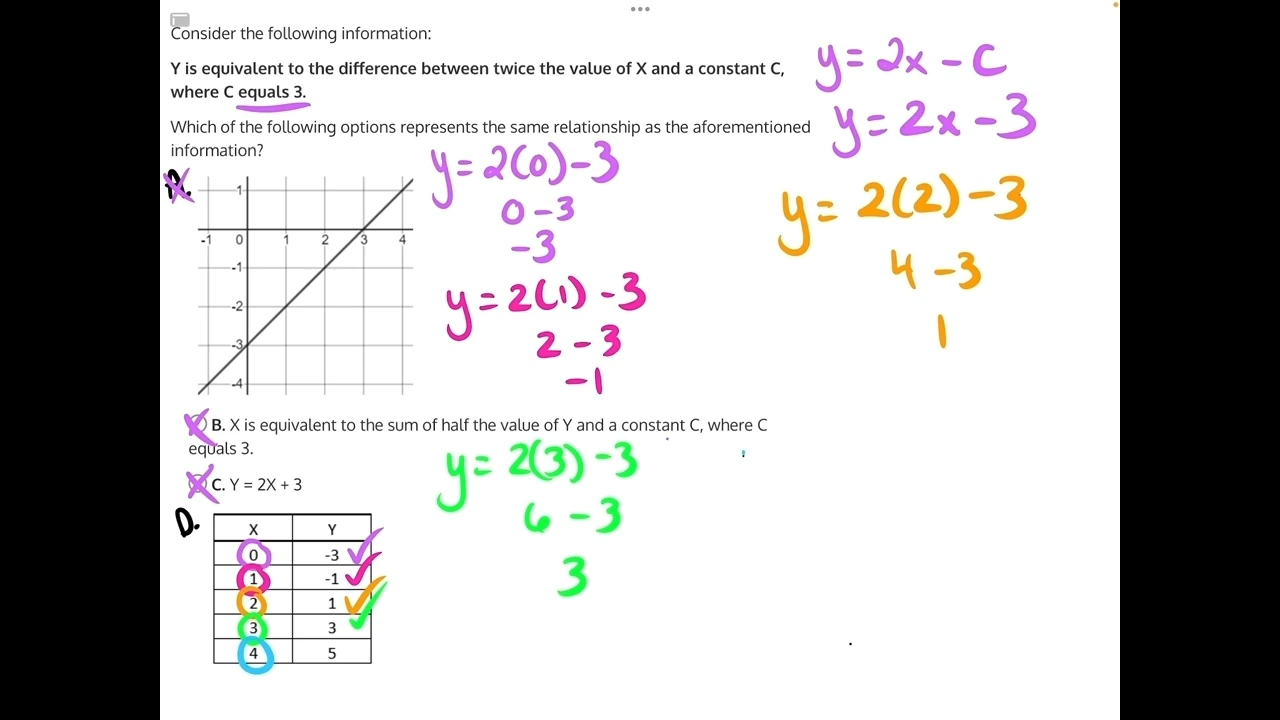 Consider the following information:
Y is equivalent to the difference between twice the value of X and a constant C,
where C equals 3.
Which of the following options represents the same relationship as the aforementioned
information?
y = 2x - C
y = 2x - 3
y = 2(2) - 3
4 - 3
1
A.
1
-1 0 1 2 3 4
-1
-2
-3
-4
y = 2(0) - 3
0 - 3
-3
y = 2(1) - 3
2 - 3
-1
B. X is equivalent to the sum of half the value of Y and a constant C, where C
equals 3.
C. Y = 2X + 3
y = 2(3) - 3
6 - 3
3
D.
X Y
0 -3
1 -1
2 1
3 3
4 5